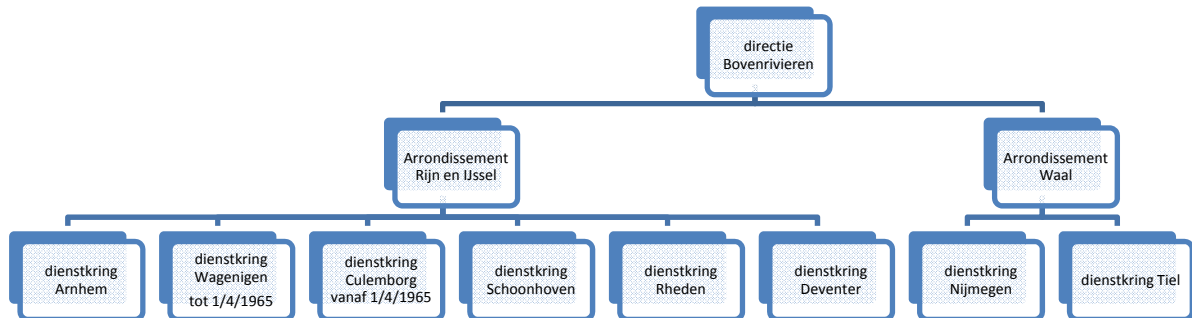 directie
Bovenrivieren
Arrondissement
Rijn en IJssel
Arrondissement
Waal
dienstkring
Arnhem
dienstkring
Wagenigen
tot 1/4/1965
dienstkring
Culemborg
vanaf 1/4/1965
dienstkring
Schoonhoven
dienstkring
Rheden
dienstkring
Deventer
dienstkring
Nijmegen
dienstkring Tiel